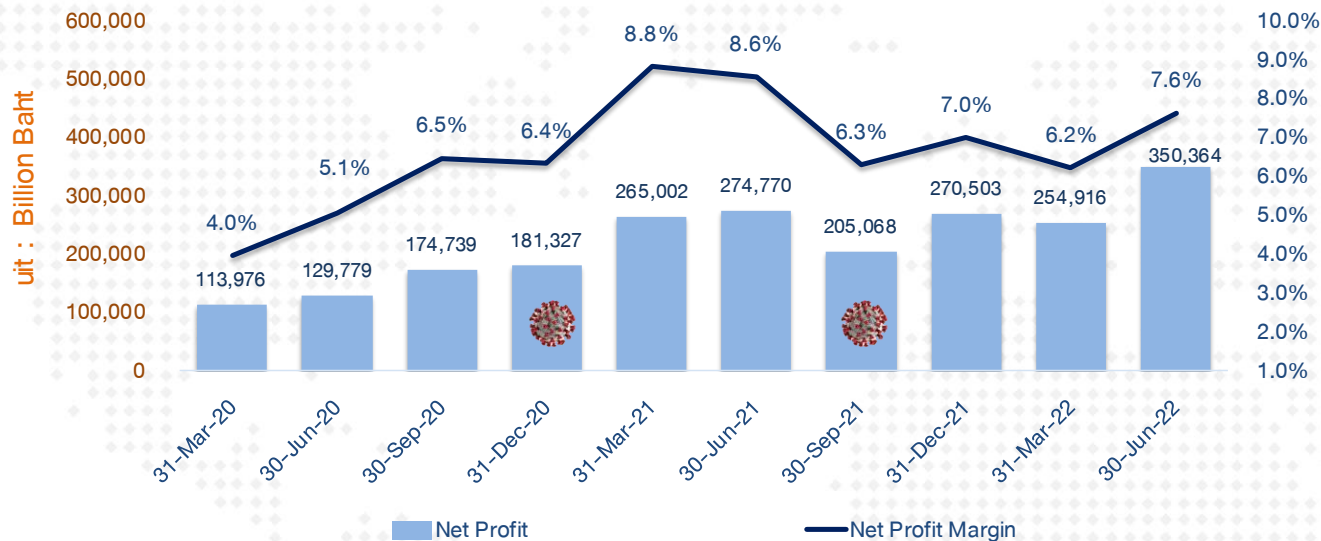 uit : Billion Baht
600,000
500,000
400,000
300,000
200,000
100,000
0
10.0%
9.0%
8.0%
7.0%
6.0%
5.0%
4.0%
3.0%
2.0%
1.0%
4.0%
5.1%
6.5%
6.4%
8.8%
8.6%
6.3%
7.0%
6.2%
7.6%
113,976
129,779
174,739
181,327
265,002
274,770
205,068
270,503
254,916
350,364
31-Mar-20
30-Jun-20
30-Sep-20
31-Dec-20
31-Mar-21
30-Jun-21
30-Sep-21
31-Dec-21
31-Mar-22
30-Jun-22
Net Profit
Net Profit Margin